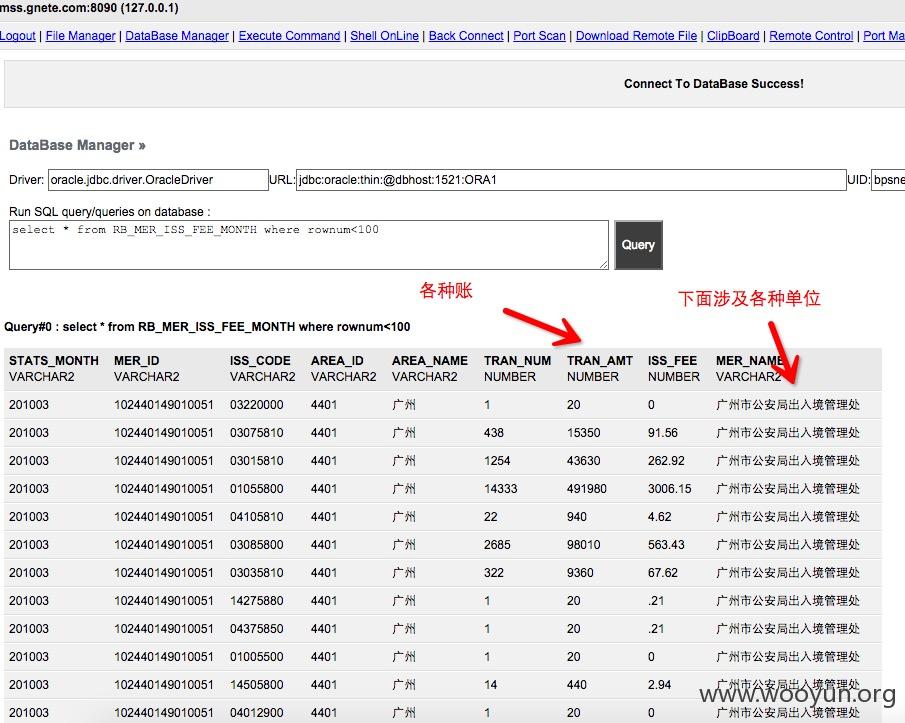 mss.gnete.com:8090 (127.0.0.1)
Logout | File Manager | DataBase Manager | Execute Command | Shell OnLine | Back Connect | Port Scan | Download Remote File | ClipBoard | Remote Control | Port Ma
Connect To DataBase Success!
DataBase Manager »
Driver: oracle.jdbc.driver.OracleDriver URL: jdbc:oracle:thin:@dbhost:1521:ORA1 UID: bpsne
Run SQL query/queries on database :
select * from RB_MER_ISS_FEE_MONTH where rownum<100
Query
各种账
下面涉及各种单位
Query#0 : select * from RB_MER_ISS_FEE_MONTH where rownum<100
STATS_MONTH MER_ID ISS_CODE AREA_ID AREA_NAME TRAN_NUM TRAN_AMT ISS_FEE MER_NAME
VARCHAR2 VARCHAR2 VARCHAR2 VARCHAR2 VARCHAR2 NUMBER NUMBER NUMBER VARCHAR2
201003 102440149010051 03220000 4401 广州 1 20 0 广州市公安局出入境管理处
201003 102440149010051 03075810 4401 广州 438 15350 91.56 广州市公安局出入境管理处
201003 102440149010051 03015810 4401 广州 1254 43630 262.92 广州市公安局出入境管理处
201003 102440149010051 01055800 4401 广州 14333 491980 3006.15 广州市公安局出入境管理处
201003 102440149010051 04105810 4401 广州 22 940 4.62 广州市公安局出入境管理处
201003 102440149010051 03085800 4401 广州 2685 98010 563.43 广州市公安局出入境管理处
201003 102440149010051 03035810 4401 广州 322 9360 67.62 广州市公安局出入境管理处
201003 102440149010051 14275880 4401 广州 1 20 .21 广州市公安局出入境管理处
201003 102440149010051 04375850 4401 广州 1 20 .21 广州市公安局出入境管理处
201003 102440149010051 01005500 4401 广州 1 20 0 广州市公安局出入境管理处
201003 102440149010051 14505800 4401 广州 14 440 2.94 广州市公安局出入境管理处
201003 102440149010051 04012900 4401 广州 1 20 0 广州市公安局出入境管理处
www.wooyun.org